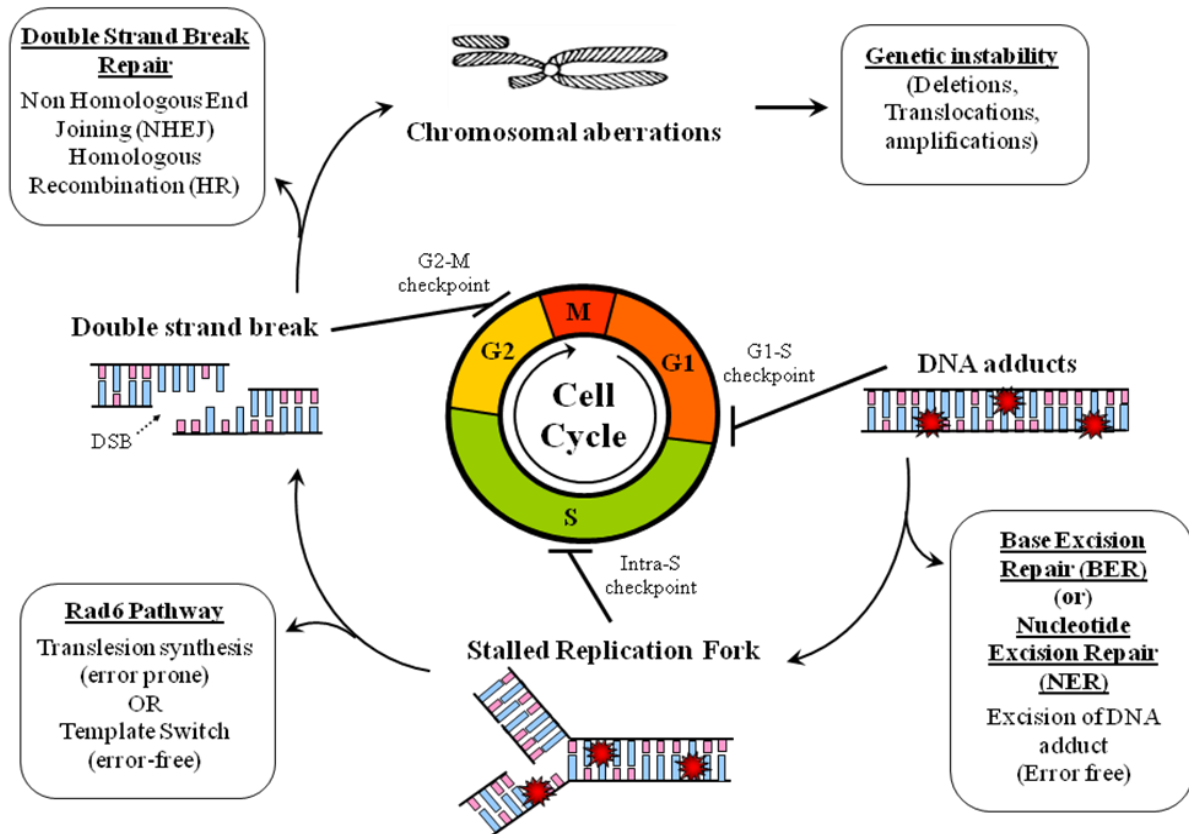 Double Strand Break
Repair
Non Homologous End
Joining (NHEJ)
Homologous
Recombination (HR)
Chromosomal aberrations
Genetic instability
(Deletions,
Translocations,
amplifications)
G2-M
checkpoint
Double strand break
DSB
M
G2
G1
S
Cell
Cycle
G1-S
checkpoint
DNA adducts
Intra-S
checkpoint
Stalled Replication Fork
Rad6 Pathway
Translesion synthesis
(error prone)
OR
Template Switch
(error-free)
Base Excision
Repair (BER)
(or)
Nucleotide
Excision Repair
(NER)
Excision of DNA
adduct
(Error free)